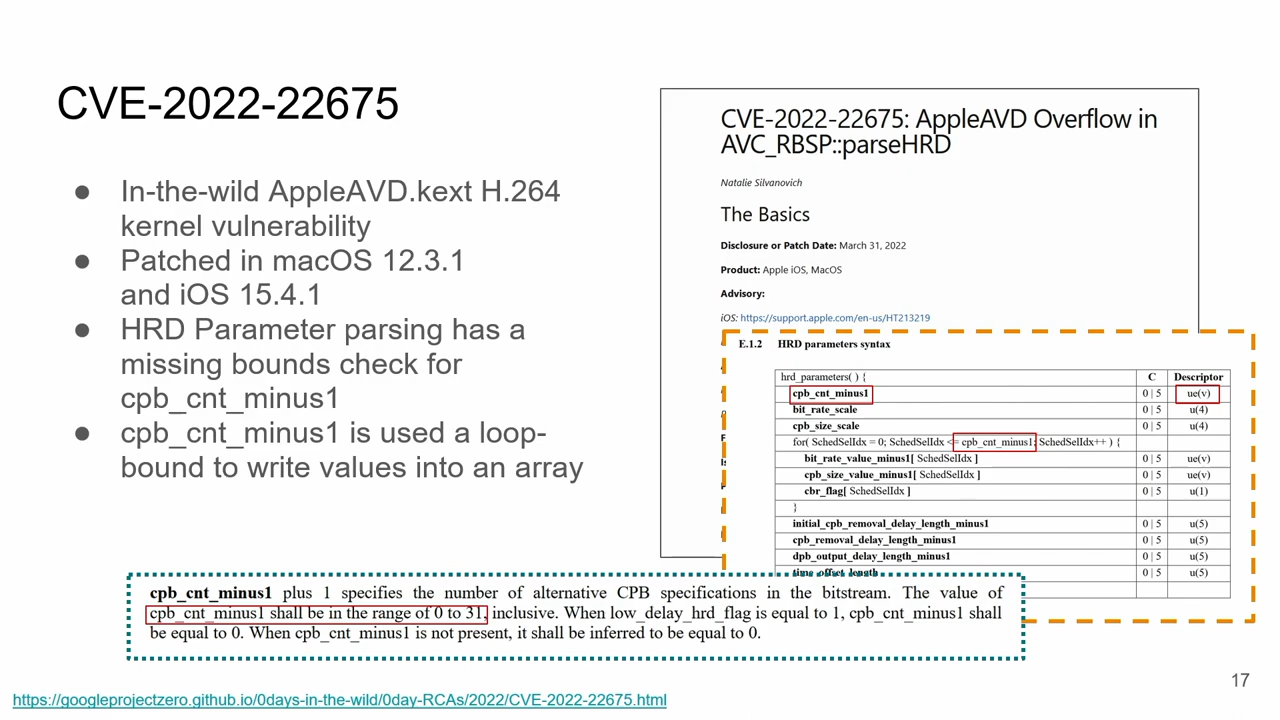 CVE-2022-22675
● In-the-wild AppleAVD.kext H.264
kernel vulnerability
● Patched in macOS 12.3.1
and iOS 15.4.1
● HRD Parameter parsing has a
missing bounds check for
cpb_cnt_minus1
● cpb_cnt_minus1 is used a loop-
bound to write values into an array
CVE-2022-22675: AppleAVD Overflow in
AVC_RBSP::parseHRD
Natalie Silvanovich
The Basics
Disclosure or Patch Date: March 31, 2022
Product: Apple iOS, MacOS
Advisory:
iOS: https://support.apple.com/en-us/HT213219
E.1.2 HRD parameters syntax
hrd_parameters( ) { C Descriptor
cpb_cnt_minus1 0 | 5 ue(v)
bit_rate_scale 0 | 5 u(4)
cpb_size_scale 0 | 5 u(4)
for( SchedSelIdx = 0; SchedSelIdx <= cpb_cnt_minus1; SchedSelIdx++ ) {
bit_rate_value_minus1[ SchedSelIdx ] 0 | 5 ue(v)
cpb_size_value_minus1[ SchedSelIdx ] 0 | 5 ue(v)
cbr_flag[ SchedSelIdx ] 0 | 5 u(1)
}
initial_cpb_removal_delay_length_minus1 0 | 5 u(5)
cpb_removal_delay_length_minus1 0 | 5 u(5)
dpb_output_delay_length_minus1 0 | 5 u(5)
time_offset_length 0 | 5 u(5)
cpb_cnt_minus1 plus 1 specifies the number of alternative CPB specifications in the bitstream. The value of
cpb_cnt_minus1 shall be in the range of 0 to 31, inclusive. When low_delay_hrd_flag is equal to 1, cpb_cnt_minus1 shall
be equal to 0. When cpb_cnt_minus1 is not present, it shall be inferred to be equal to 0.
17
https://googleprojectzero.github.io/0days-in-the-wild/0day-RCAs/2022/CVE-2022-22675.html